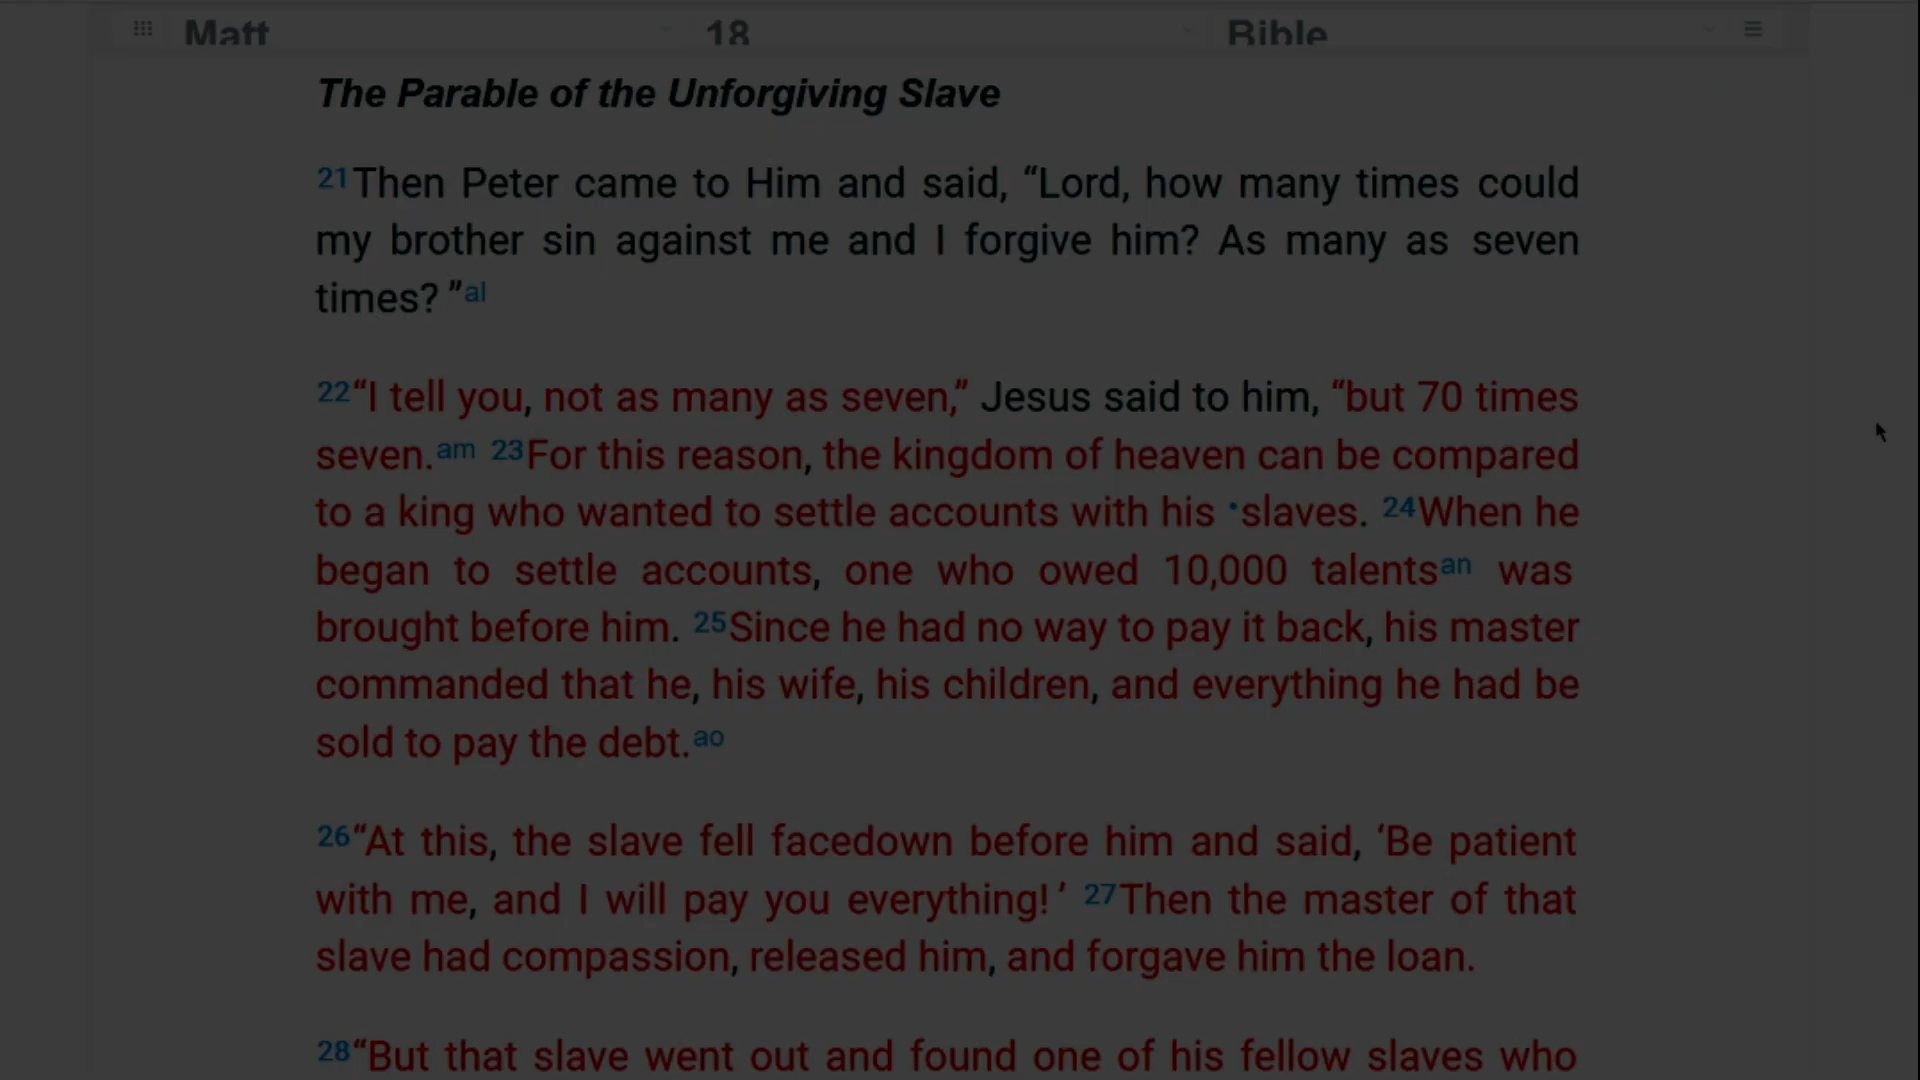 Matt 18 Bible
The Parable of the Unforgiving Slave
21Then Peter came to Him and said, “Lord, how many times could
my brother sin against me and I forgive him? As many as seven
times? ”al
22“I tell you, not as many as seven,” Jesus said to him, “but 70 times
seven.am 23For this reason, the kingdom of heaven can be compared
to a king who wanted to settle accounts with his •slaves. 24When he
began to settle accounts, one who owed 10,000 talentsan was
brought before him. 25Since he had no way to pay it back, his master
commanded that he, his wife, his children, and everything he had be
sold to pay the debt.ao
26“At this, the slave fell facedown before him and said, ‘Be patient
with me, and I will pay you everything! ’ 27Then the master of that
slave had compassion, released him, and forgave him the loan.
28“But that slave went out and found one of his fellow slaves who